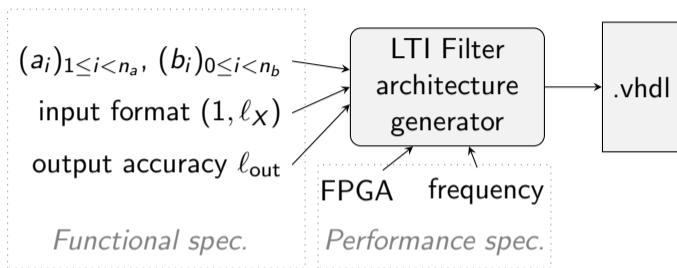 (a_i)_{1≤i<n_a}, (b_i)_{0≤i<n_b}
input format (1, ℓ_X)
output accuracy ℓ_out
Functional spec.
LTI Filter
architecture
generator
FPGA frequency
Performance spec.
.vhdl